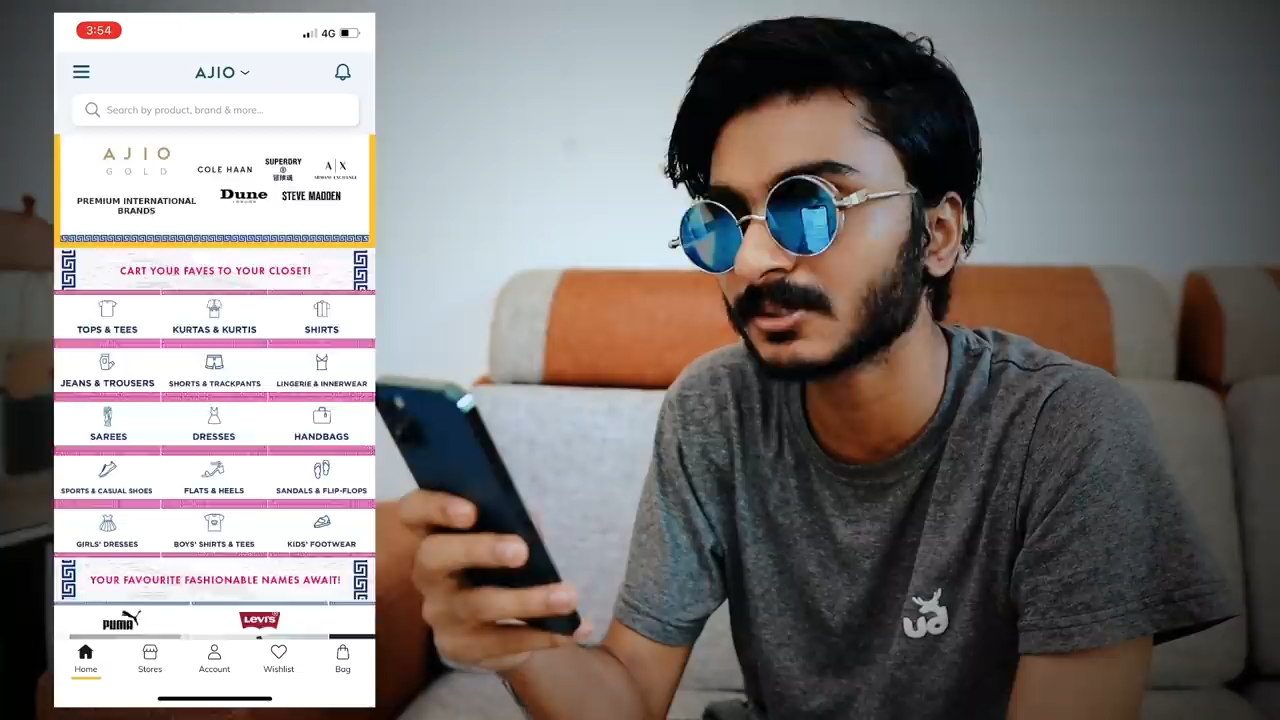 3:54
4G
AJIO
Search by product, brand & more...
AJIO
GOLD
COLE HAAN
SUPERDRY
A|X
ARMANI EXCHANGE
PREMIUM INTERNATIONAL
BRANDS
Dune
LONDON
STEVE MADDEN
CART YOUR FAVES TO YOUR CLOSET!
TOPS & TEES
KURTAS & KURTIS
SHIRTS
JEANS & TROUSERS
SHORTS & TRACKPANTS
LINGERIE & INNERWEAR
SAREES
DRESSES
HANDBAGS
SPORTS & CASUAL SHOES
FLATS & HEELS
SANDALS & FLIP-FLOPS
GIRLS' DRESSES
BOYS' SHIRTS & TEES
KIDS' FOOTWEAR
YOUR FAVOURITE FASHIONABLE NAMES AWAIT!
PUMA
LEVI'S
Home
Stores
Account
Wishlist
Bag